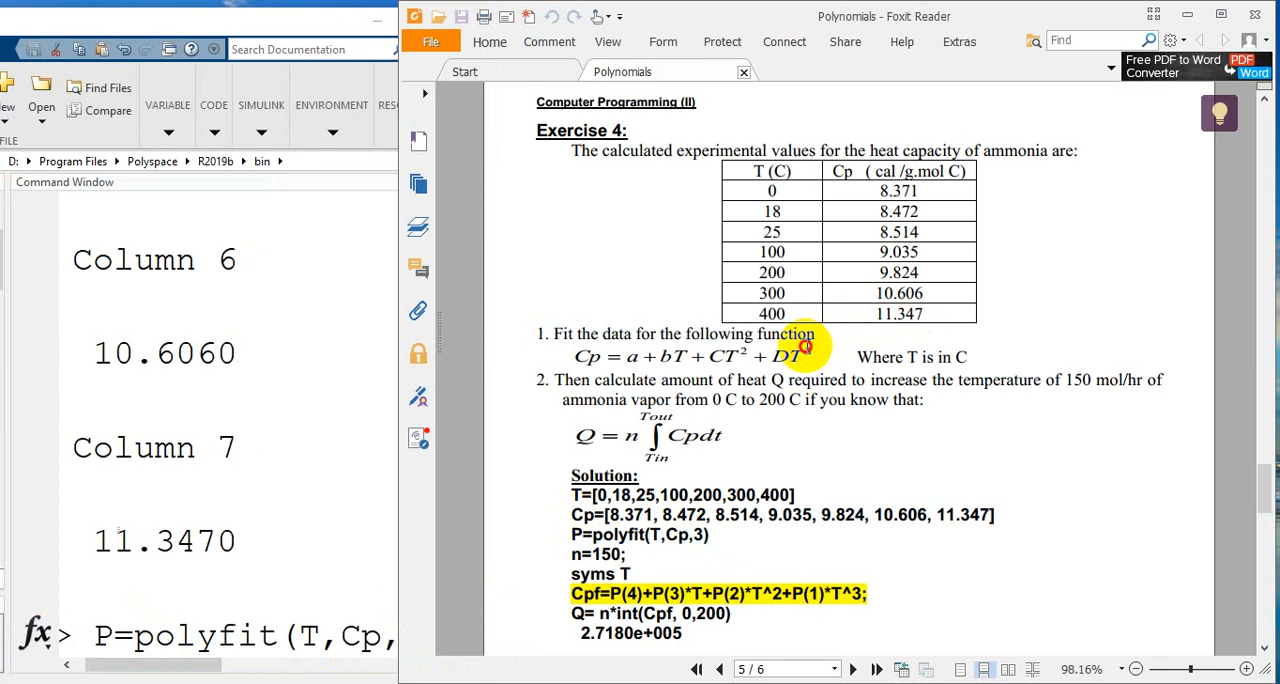 Polynomials - Foxit Reader
Search Documentation
File
Home
Comment
View
Form
Protect
Connect
Share
Help
Extras
Find
Start
Polynomials
Free PDF to Word
Converter
PDF
Word
Open
Find Files
Compare
VARIABLE
CODE
SIMULINK
ENVIRONMENT
FILE
D: Program Files Polyspace R2019b bin
Command Window
Column 6
10.6060
Column 7
11.3470
fx > P=polyfit(T,Cp,
Computer Programming (II)
Exercise 4:
The calculated experimental values for the heat capacity of ammonia are:
T (C) Cp ( cal /g.mol C)
0 8.371
18 8.472
25 8.514
100 9.035
200 9.824
300 10.606
400 11.347
1. Fit the data for the following function
Cp = a + bT + CT² + DT Where T is in C
2. Then calculate amount of heat Q required to increase the temperature of 150 mol/hr of
ammonia vapor from 0 C to 200 C if you know that:
Tout
Q = n ∫ Cpdt
Tin
Solution:
T=[0,18,25,100,200,300,400]
Cp=[8.371, 8.472, 8.514, 9.035, 9.824, 10.606, 11.347]
P=polyfit(T,Cp,3)
n=150;
syms T
Cpf=P(4)+P(3)*T+P(2)*T^2+P(1)*T^3;
Q= n*int(Cpf, 0,200)
2.7180e+005
5 / 6
98.16%